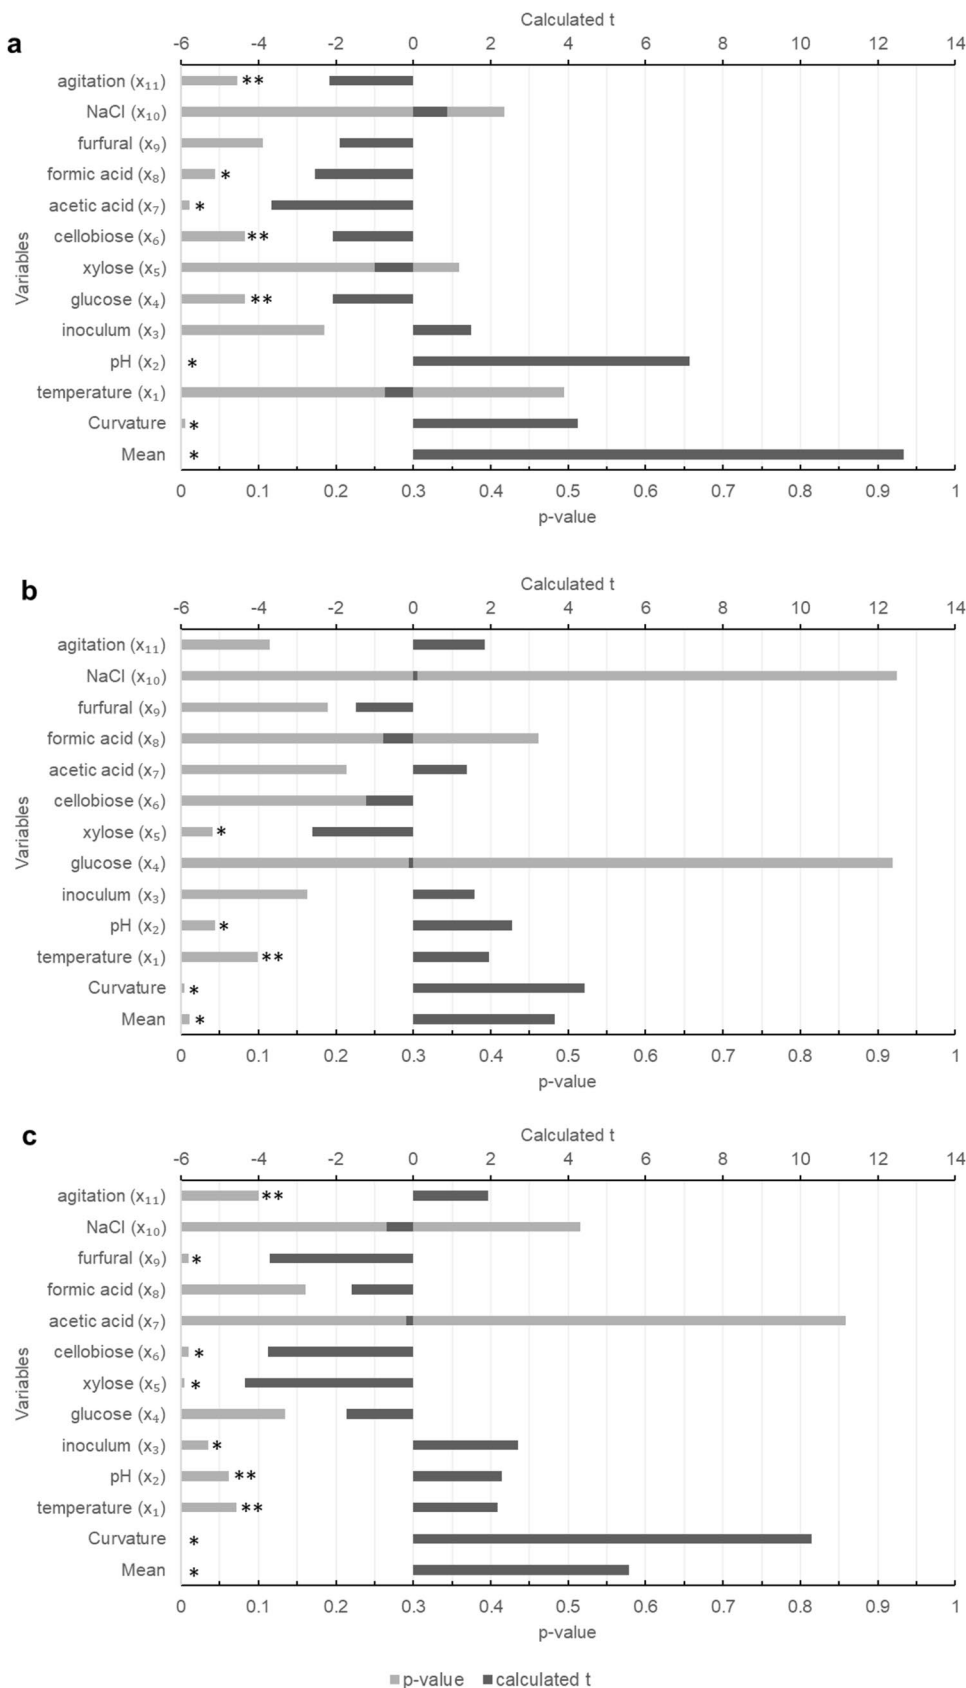 a
Calculated t
-6 -4 -2 0 2 4 6 8 10 12 14
Variables
agitation (x₁₁) **
NaCl (x₁₀)
furfural (x₉)
formic acid (x₈) *
acetic acid (x₇) *
cellobiose (x₆) **
xylose (x₅)
glucose (x₄) **
inoculum (x₃)
pH (x₂) *
temperature (x₁)
Curvature *
Mean *
0 0.1 0.2 0.3 0.4 0.5 0.6 0.7 0.8 0.9 1
p-value
b
Calculated t
-6 -4 -2 0 2 4 6 8 10 12 14
Variables
agitation (x₁₁)
NaCl (x₁₀)
furfural (x₉)
formic acid (x₈)
acetic acid (x₇)
cellobiose (x₆)
xylose (x₅) *
glucose (x₄)
inoculum (x₃)
pH (x₂) *
temperature (x₁) **
Curvature *
Mean *
0 0.1 0.2 0.3 0.4 0.5 0.6 0.7 0.8 0.9 1
p-value
c
Calculated t
-6 -4 -2 0 2 4 6 8 10 12 14
Variables
agitation (x₁₁) **
NaCl (x₁₀)
furfural (x₉) *
formic acid (x₈)
acetic acid (x₇)
cellobiose (x₆) *
xylose (x₅) *
glucose (x₄)
inoculum (x₃) *
pH (x₂) **
temperature (x₁) **
Curvature *
Mean *
0 0.1 0.2 0.3 0.4 0.5 0.6 0.7 0.8 0.9 1
p-value
p-value calculated t